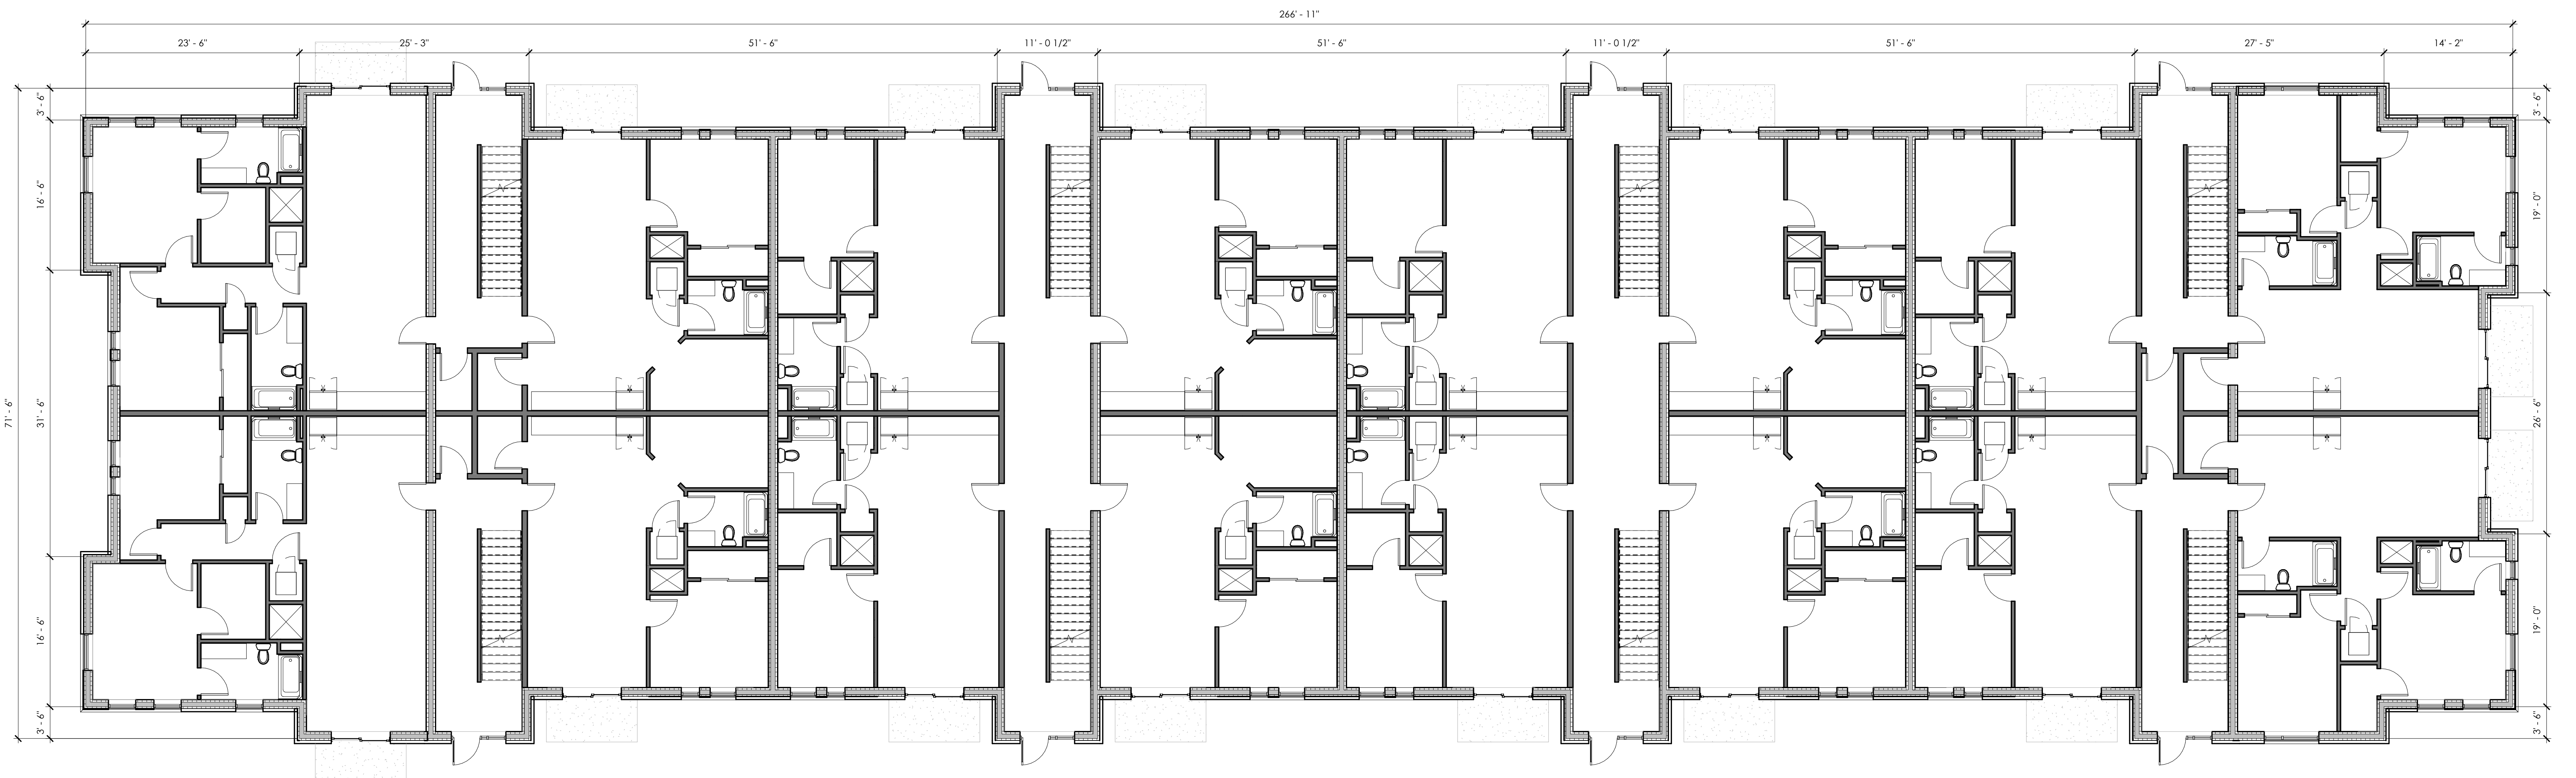 266' - 11"
23' - 6"
25' - 3"
51' - 6"
11' - 0 1/2"
51' - 6"
11' - 0 1/2"
51' - 6"
27' - 5"
14' - 2"
3' - 6"
16' - 6"
71' - 6"
31' - 6"
16' - 6"
3' - 6"
3' - 6"
19' - 0"
26' - 6"
19' - 0"
3' - 6"